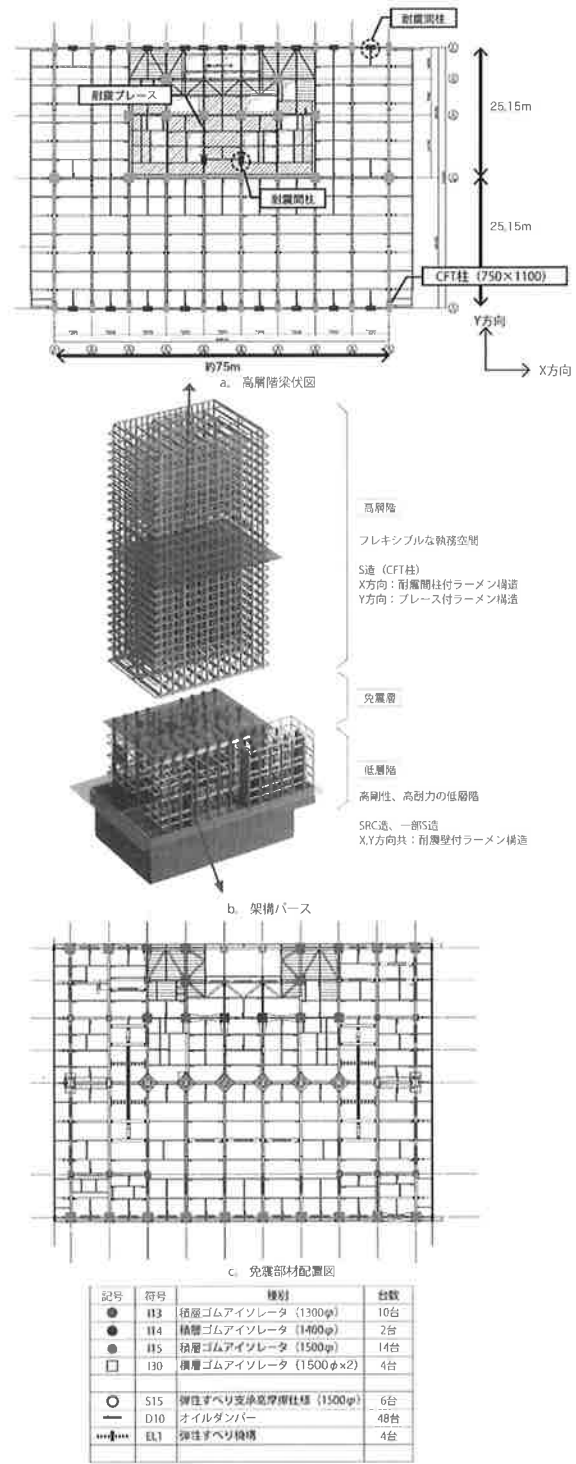 耐震間柱
耐震ブレース
耐震間柱
25.15m
25.15m
CFT柱（750×1100）
Y方向
X方向
約75m
a. 高層階梁伏図
高層階
フレキシブルな執務空間
S造（CFT柱）
X方向：耐震間柱付ラーメン構造
Y方向：ブレース付ラーメン構造
免震層
低層階
高剛性、高耐力の低層階
SRC造、一部S造
X,Y方向共：耐震壁付ラーメン構造
b. 架構パース
c. 免震部材配置図
記号 符号 種別 台数
I13 積層ゴムアイソレータ（1300φ） 10台
I14 積層ゴムアイソレータ（1400φ） 2台
I15 積層ゴムアイソレータ（1500φ） 14台
I30 積層ゴムアイソレータ（1500φ×2） 4台
S15 弾性すべり支承高摩擦仕様（1500φ） 6台
D10 オイルダンパー 48台
EL1 弾性すべり機構 4台